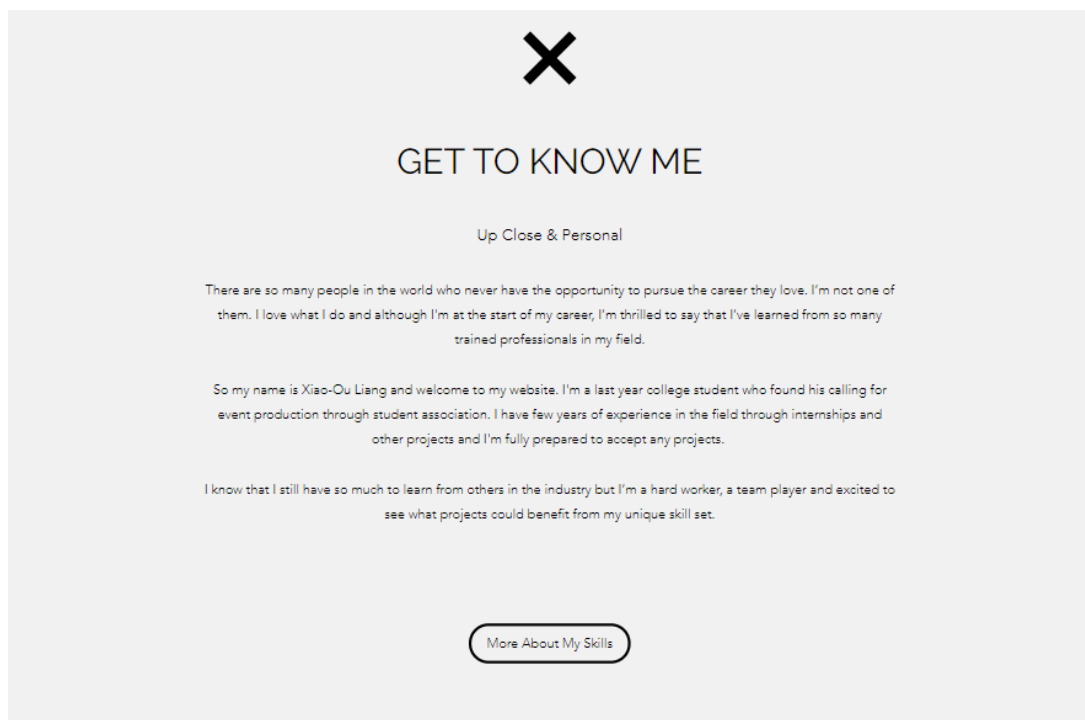 GET TO KNOW ME
Up Close & Personal
There are so many people in the world who never have the opportunity to pursue the career they love. I'm not one of
them. I love what I do and although I'm at the start of my career, I'm thrilled to say that I've learned from so many
trained professionals in my field.
So my name is Xiao-Ou Liang and welcome to my website. I'm a last year college student who found his calling for
event production through student association. I have few years of experience in the field through internships and
other projects and I'm fully prepared to accept any projects.
I know that I still have so much to learn from others in the industry but I'm a hard worker, a team player and excited to
see what projects could benefit from my unique skill set.
More About My Skills